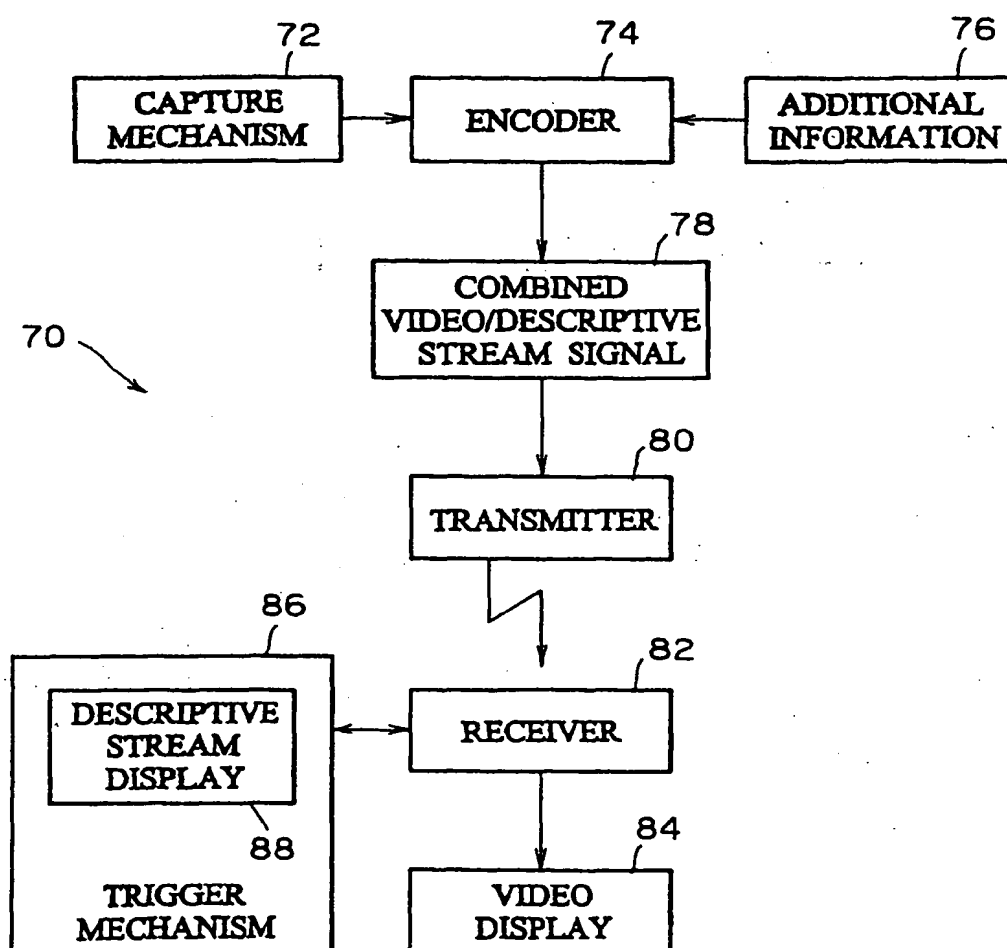 72
74
76
CAPTURE
MECHANISM
ENCODER
ADDITIONAL
INFORMATION
78
COMBINED
VIDEO/DESCRIPTIVE
STREAM SIGNAL
70
80
TRANSMITTER
86
82
DESCRIPTIVE
STREAM
DISPLAY
RECEIVER
88
84
TRIGGER
MECHANISM
VIDEO
DISPLAY